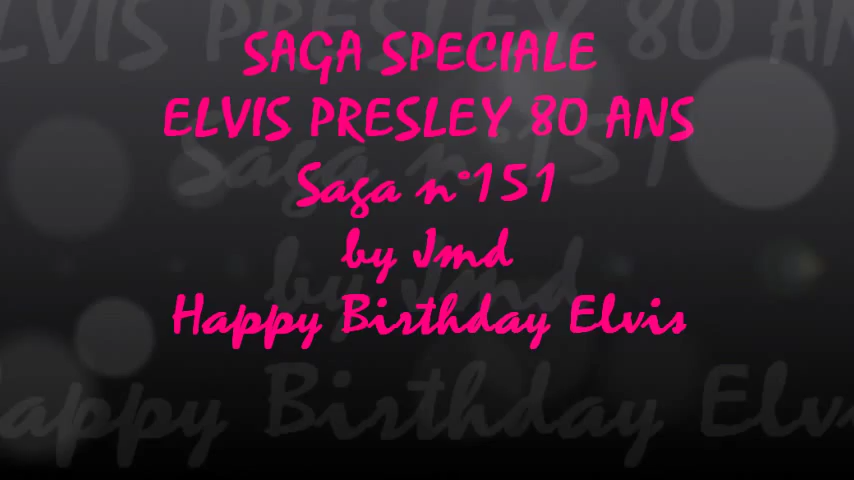 SAGA SPECIALE
ELVIS PRESLEY 80 ANS
Saga n°151
by Jmd
Happy Birthday Elvis